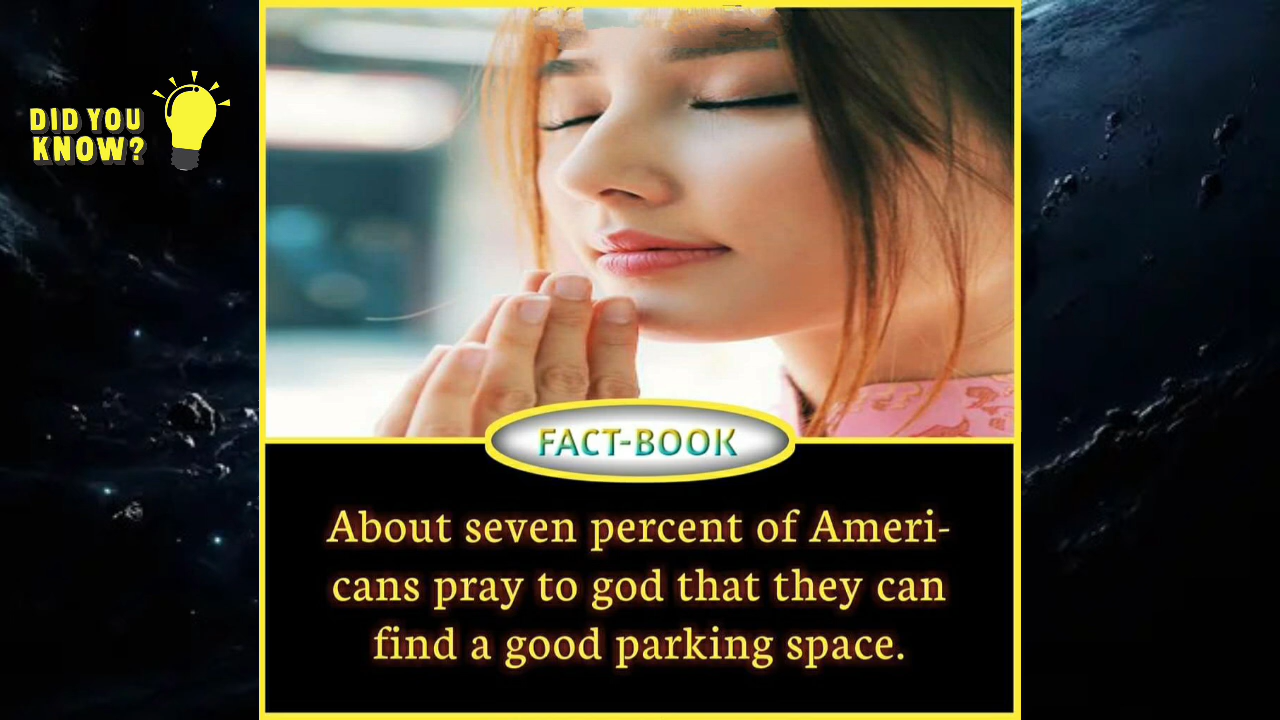 DID YOU
KNOW?
FACT-BOOK
About seven percent of Ameri-
cans pray to god that they can
find a good parking space.